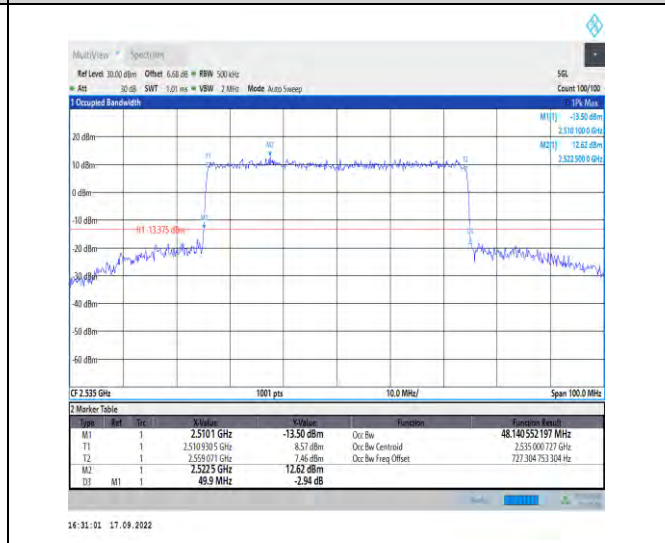 MultiView Spectrum
Ref Level 30.00 dBm Offset 6.68 dB RBW 500 kHz SGL
Att 30 dB SWT 1.01 ms VBW 2 MHz Mode Auto Sweep Count 100/100
1 Occupied Bandwidth 1Pk Max
M1[1] -13.50 dBm
2.510 100 0 GHz
20 dBm M2[1] 12.62 dBm
2.522 500 0 GHz
M2
T1 T2
10 dBm
0 dBm
-10 dBm
M1
H1 -13.375 dBm
-20 dBm
-30 dBm
-40 dBm
-50 dBm
-60 dBm
CF 2.535 GHz 1001 pts 10.0 MHz/ Span 100.0 MHz
2 Marker Table
Type Ref Trc X-Value Y-Value Function Function Result
M1 1 2.5101 GHz -13.50 dBm Occ Bw 48.140 552 197 MHz
T1 1 2.510 930 5 GHz 8.57 dBm Occ Bw Centroid 2.535 000 727 GHz
T2 1 2.559 071 GHz 7.46 dBm Occ Bw Freq Offset 727.304 753 304 Hz
M2 1 2.5225 GHz 12.62 dBm
D3 M1 1 49.9 MHz -2.94 dB
16:31:01 17.09.2022